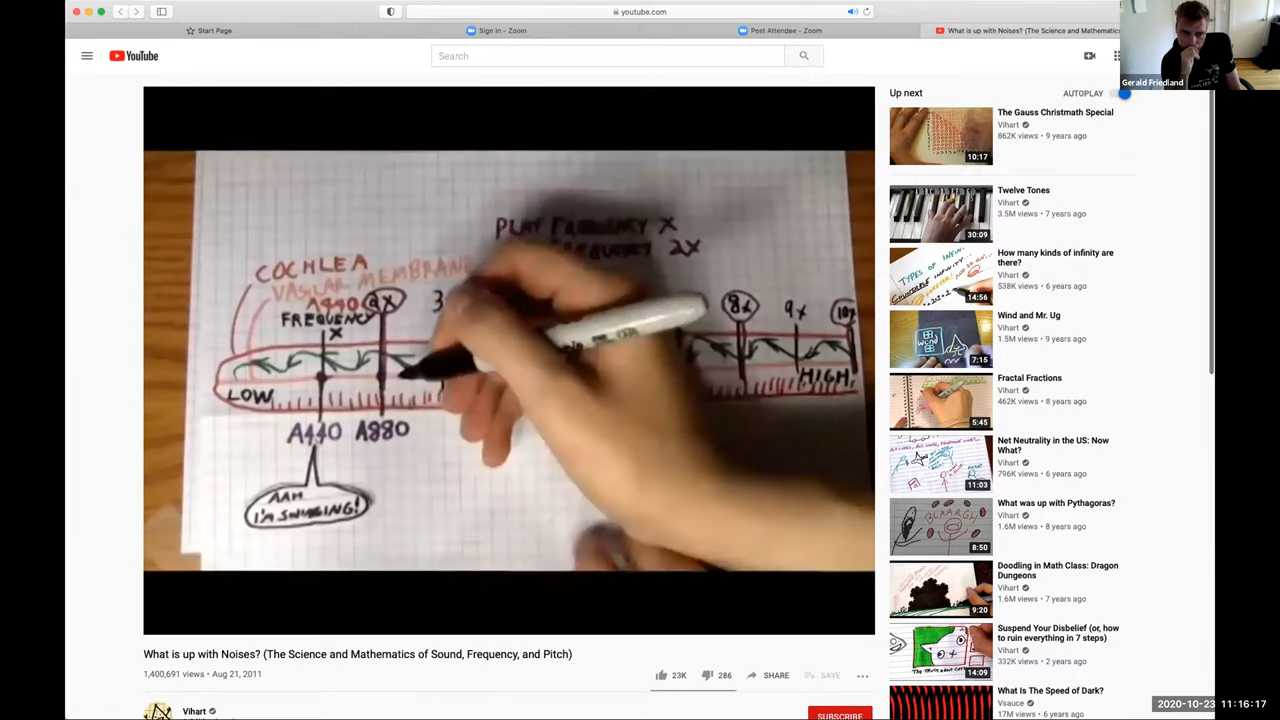 youtube.com
Start Page
Sign In - Zoom
Post Attendae - Zoom
What is up with Noises? (The Science and Mathematics
YouTube
Search
Gerald Friedland
PLAY FREQUENCY X
2X
COCHLEA
MEMBRAN
FREQUENCY
X
8x
9x
LOW
HIGH
A440 A880
AAH
I'M SWINGING!
Up next
AUTOPLAY
The Gauss Christmath Special
Vihart
862K views • 9 years ago
10:17
Twelve Tones
Vihart
3.5M views • 7 years ago
30:09
How many kinds of infinity are
there?
Vihart
538K views • 6 years ago
14:56
Wind and Mr. Ug
Vihart
1.5M views • 9 years ago
7:15
Fractal Fractions
Vihart
462K views • 8 years ago
5:45
Net Neutrality in the US: Now
What?
Vihart
796K views • 6 years ago
11:03
What was up with Pythagoras?
Vihart
1.6M views • 8 years ago
8:50
Doodling in Math Class: Dragon
Dungeons
Vihart
1.6M views • 7 years ago
9:20
Suspend Your Disbelief (or, how
to ruin everything in 7 steps)
Vihart
332K views • 2 years ago
14:09
What Is The Speed of Dark?
Vsauce
17M views • 6 years ago
What is up with Noises? (The Science and Mathematics of Sound, Frequency, and Pitch)
1,400,691 views • Aug 21, 2011
23K
286
SHARE
SAVE
Vihart
SUBSCRIBE
2020-10-23 11:16:17